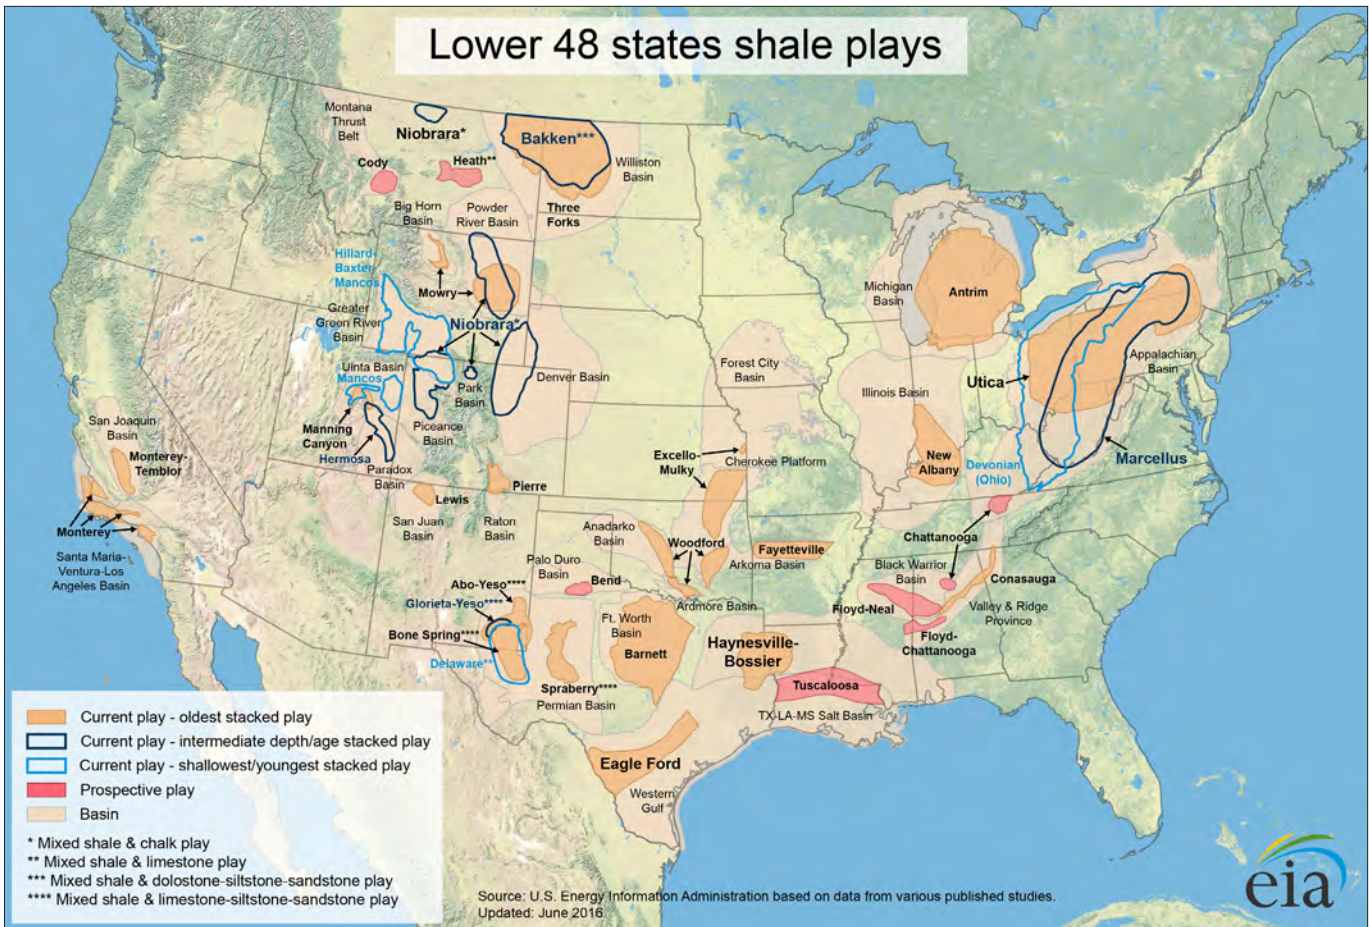 Lower 48 states shale plays
Montana
Thrust
Belt
Niobrara*
Bakken***
Cody
Heath**
Williston
Basin
Big Horn
Basin
Powder
River Basin
Three
Forks
Hillard-
Baxter-
Mancos
Mowry
Greater
Green River
Basin
Niobrara*
Michigan
Basin
Antrim
Uinta Basin
Mancos
Park
Basin
Denver Basin
Forest City
Basin
Illinois Basin
Utica
Appalachian
Basin
San Joaquin
Basin
Manning
Canyon
Hermosa
Piceance
Basin
Monterey-
Temblor
Paradox
Basin
Excello-
Mulky
Cherokee Platform
New
Albany
Devonian
(Ohio)
Marcellus
Lewis
Pierre
Monterey
San Juan
Basin
Raton
Basin
Anadarko
Basin
Woodford
Fayetteville
Arkoma Basin
Chattanooga
Santa Maria-
Ventura-Los
Angeles Basin
Palo Duro
Basin
Bend
Black Warrior
Basin
Conasauga
Abo-Yeso****
Glorieta-Yeso****
Ardmore Basin
Floyd-Neal
Valley & Ridge
Province
Bone Spring****
Ft. Worth
Basin
Barnett
Haynesville-
Bossier
Floyd-
Chattanooga
Delaware**
Spraberry****
Permian Basin
Tuscaloosa
TX-LA-MS Salt Basin
Eagle Ford
Western
Gulf
Current play - oldest stacked play
Current play - intermediate depth/age stacked play
Current play - shallowest/youngest stacked play
Prospective play
Basin
* Mixed shale & chalk play
** Mixed shale & limestone play
*** Mixed shale & dolostone-siltstone-sandstone play
**** Mixed shale & limestone-siltstone-sandstone play
Source: U.S. Energy Information Administration based on data from various published studies.
Updated: June 2016
eia